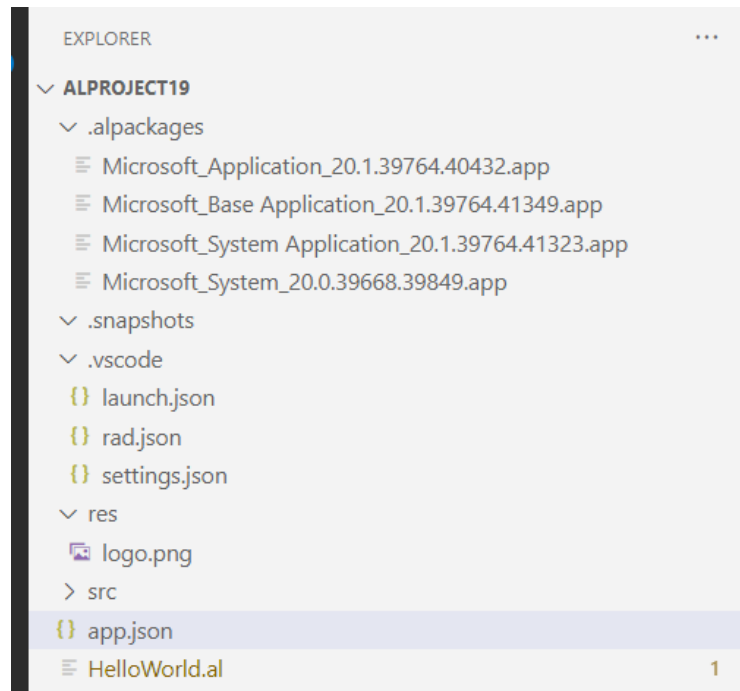 EXPLORER ...
ALPROJECT19
.alpackages
Microsoft_Application_20.1.39764.40432.app
Microsoft_Base Application_20.1.39764.41349.app
Microsoft_System Application_20.1.39764.41323.app
Microsoft_System_20.0.39668.39849.app
.snapshots
.vscode
{} launch.json
{} rad.json
{} settings.json
res
logo.png
src
{} app.json
HelloWorld.al 1